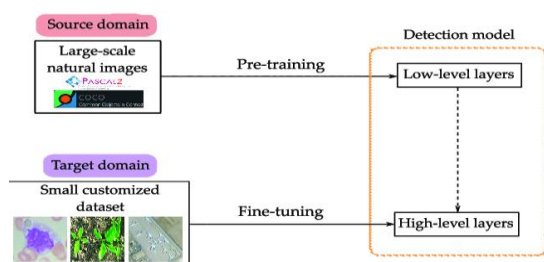 Source domain
Large-scale
natural images
PASCAL2
COCO
Common Objects in Context
Pre-training
Detection model
Low-level layers
Target domain
Small customized
dataset
Fine-tuning
High-level layers